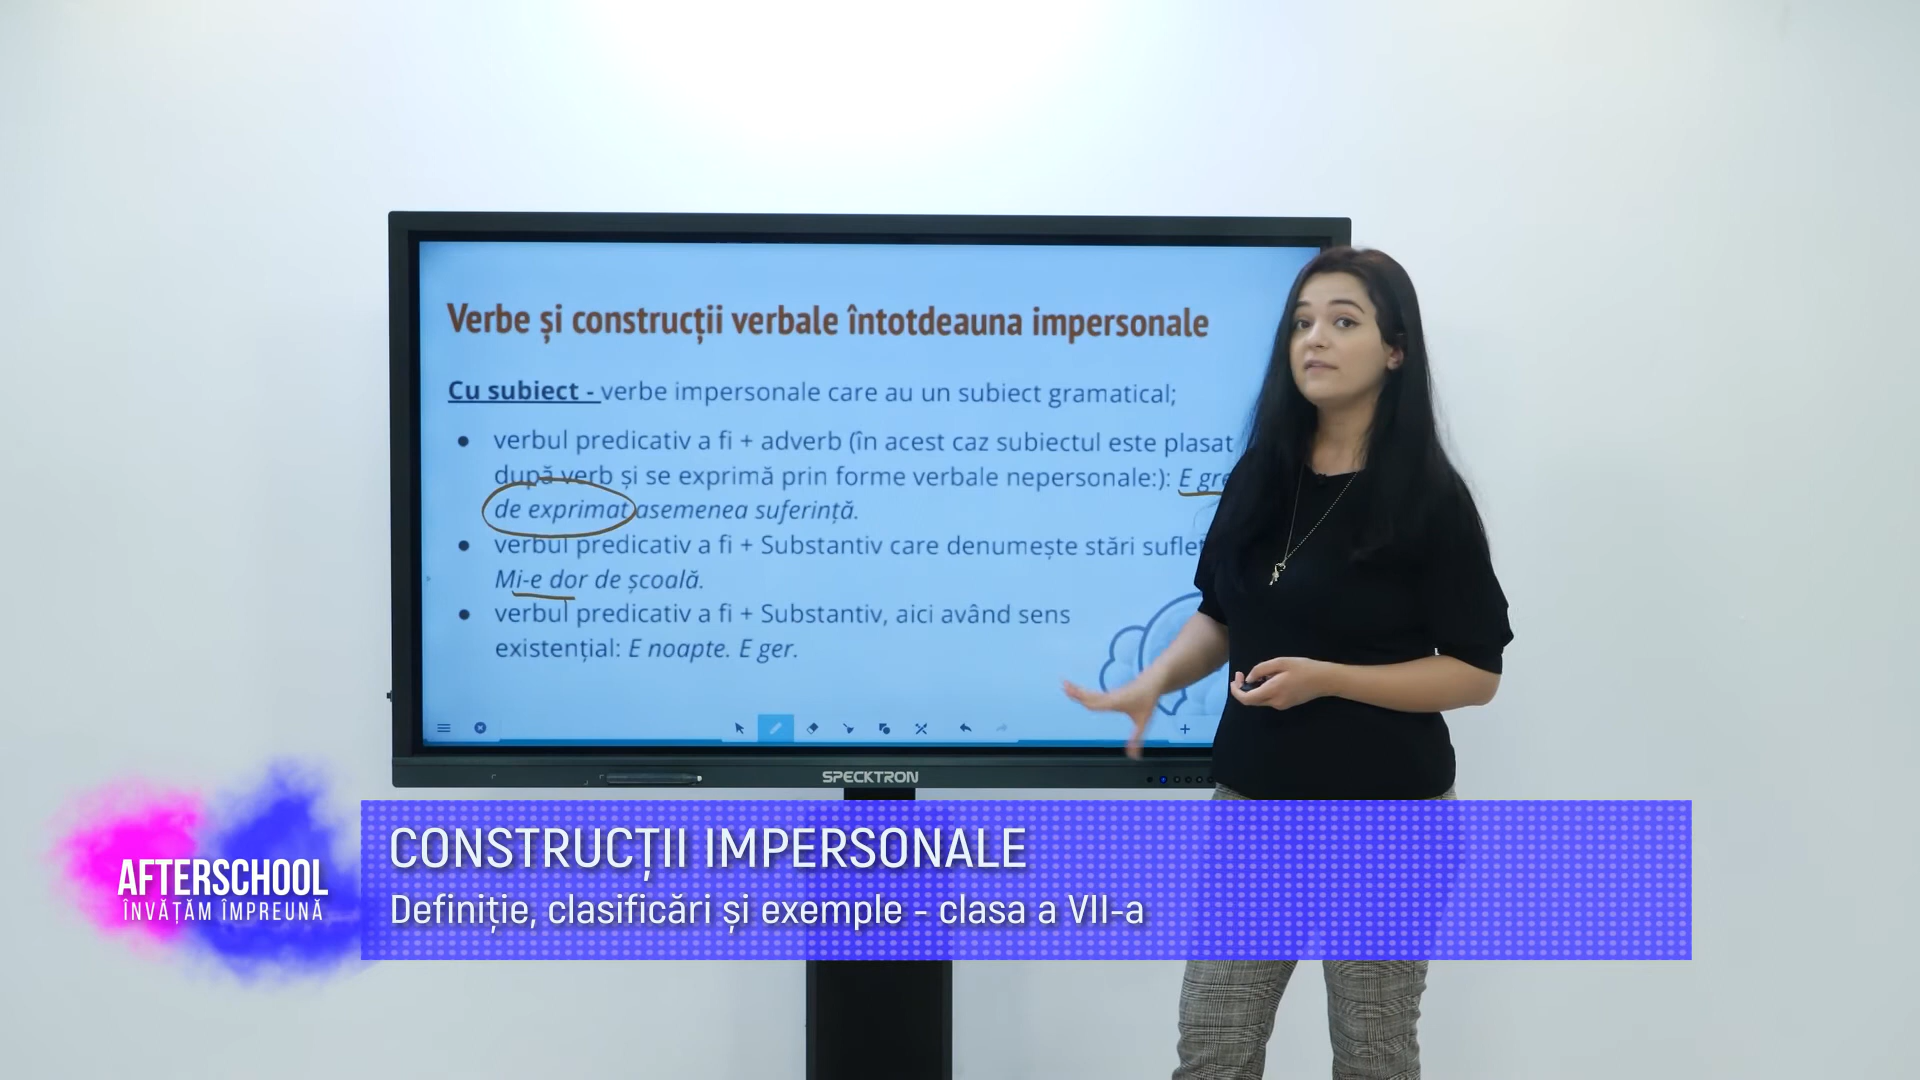 Verbe și construcții verbale întotdeauna impersonale
Cu subiect - verbe impersonale care au un subiect gramatical;
verbul predicativ a fi + adverb (în acest caz subiectul este plasat
după verb și se exprimă prin forme verbale nepersonale:): E
de exprimat asemenea suferință.
verbul predicativ a fi + Substantiv care denumește stări
Mi-e dor de școală.
verbul predicativ a fi + Substantiv, aici având sens
existențial: E noapte. E ger.
SPECKTRON
CONSTRUCȚII IMPERSONALE
Definiție, clasificări și exemple - clasa a VII-a
AFTERSCHOOL
ÎNVĂȚĂM ÎMPREUNĂ